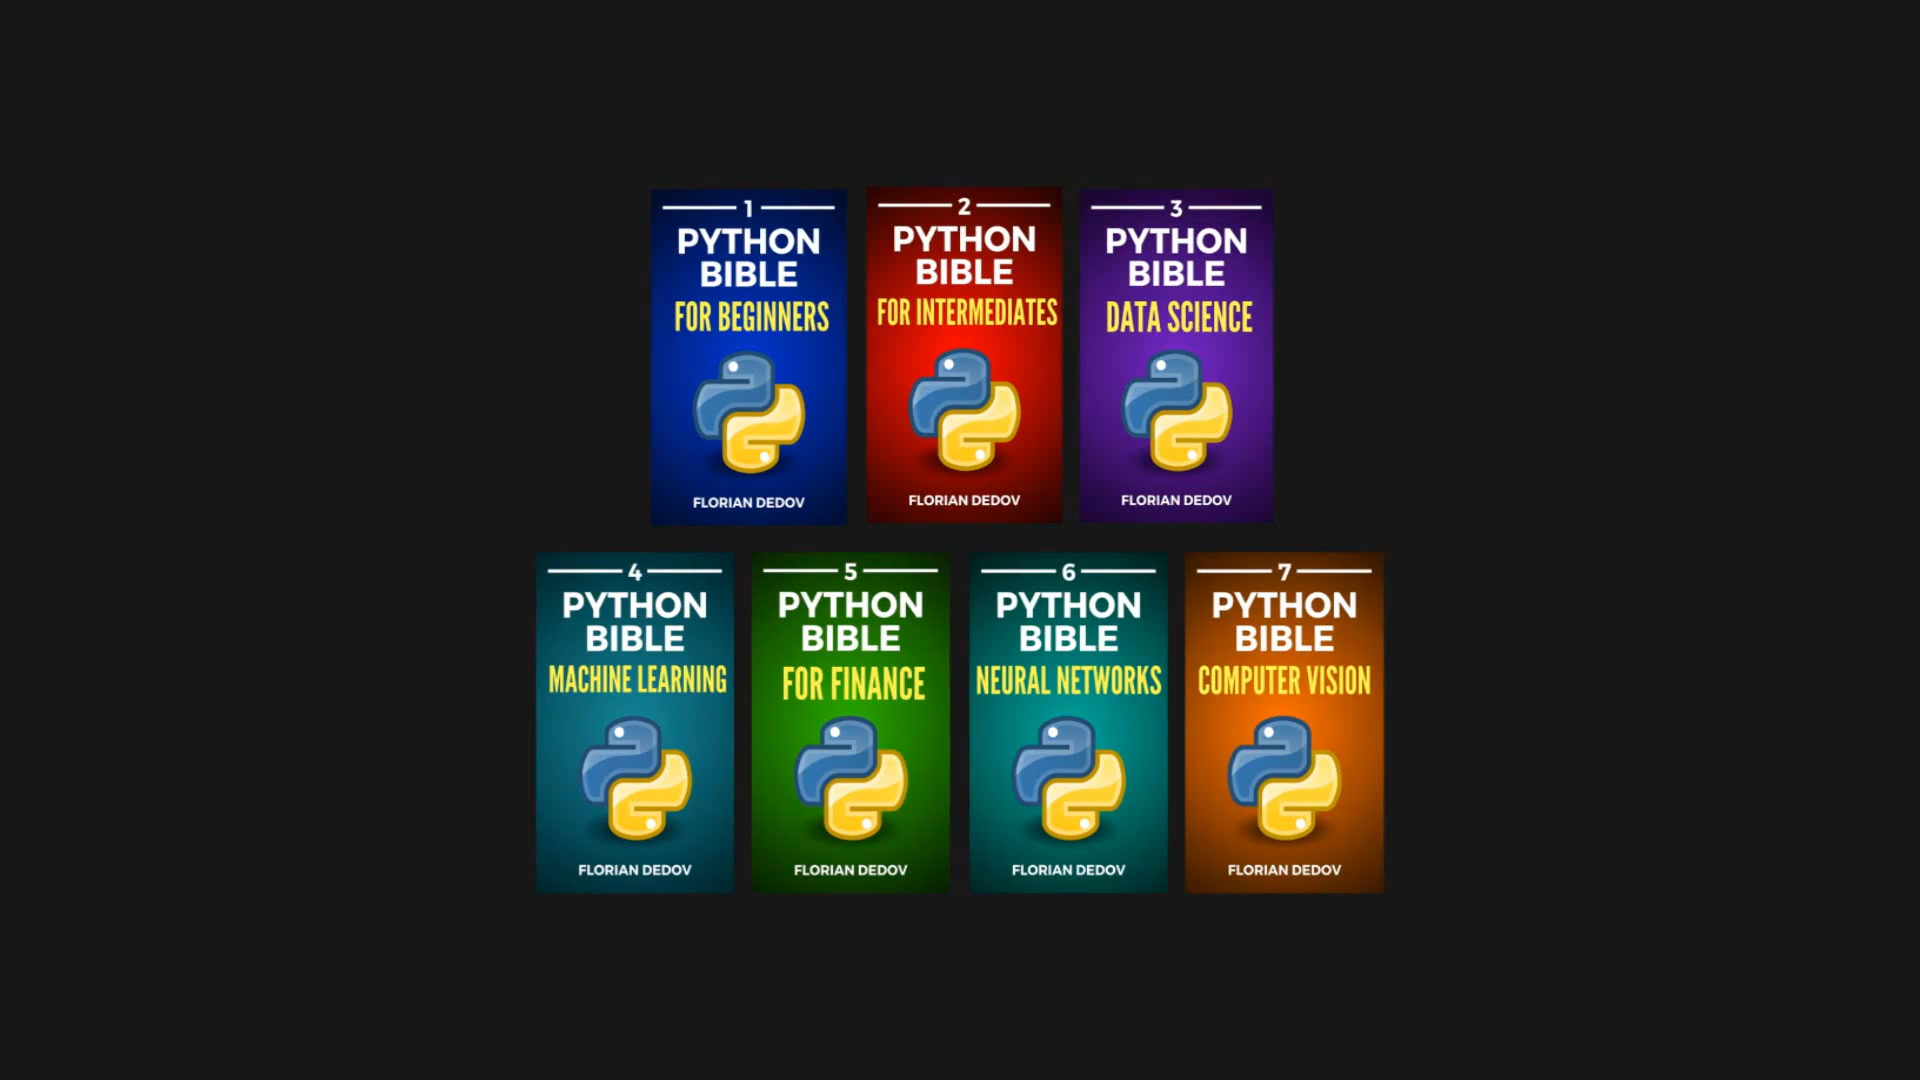 1
PYTHON
BIBLE
FOR BEGINNERS
FLORIAN DEDOV
2
PYTHON
BIBLE
FOR INTERMEDIATES
FLORIAN DEDOV
3
PYTHON
BIBLE
DATA SCIENCE
FLORIAN DEDOV
4
PYTHON
BIBLE
MACHINE LEARNING
FLORIAN DEDOV
5
PYTHON
BIBLE
FOR FINANCE
FLORIAN DEDOV
6
PYTHON
BIBLE
NEURAL NETWORKS
FLORIAN DEDOV
7
PYTHON
BIBLE
COMPUTER VISION
FLORIAN DEDOV